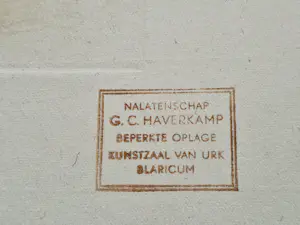 NALATENSCHAP
G. C. HAVERKAMP
BEPERKTE OPLAGE
KUNSTZAAL VAN URK
BLARICUM